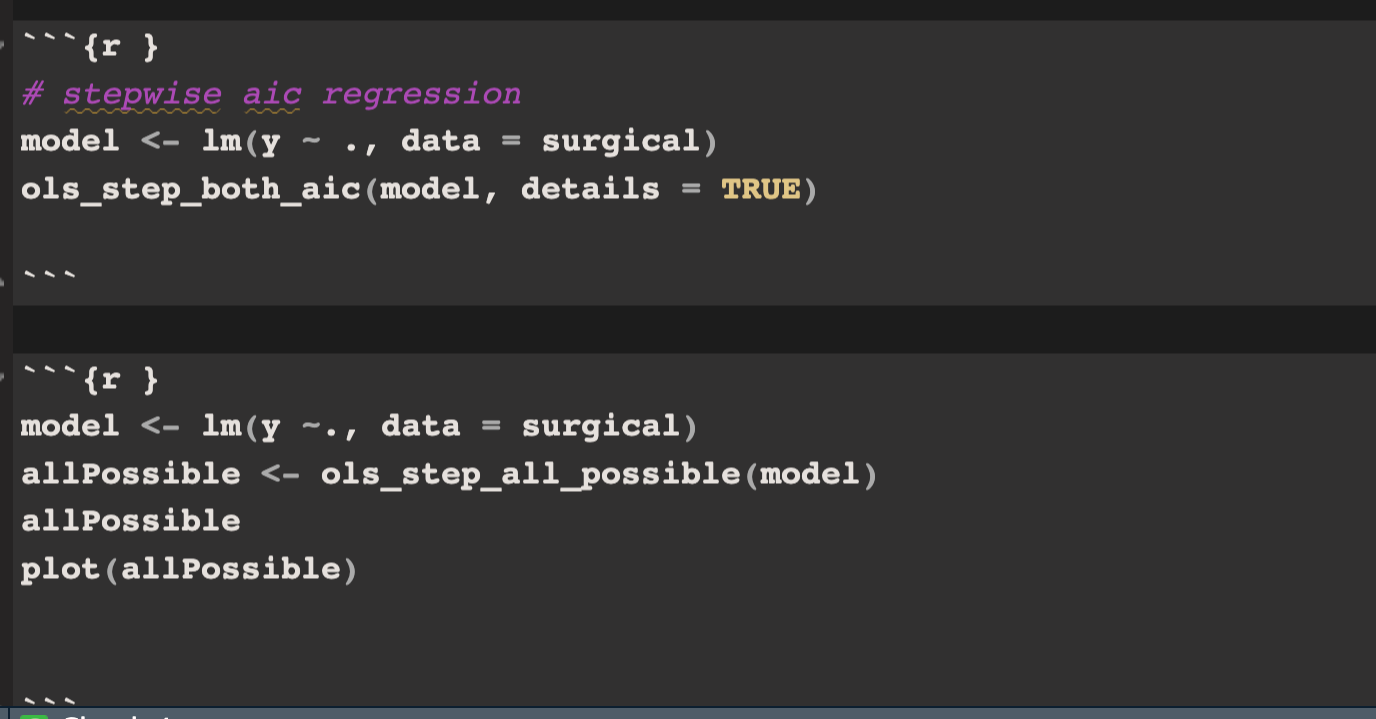 ```{r }
# stepwise aic regression
model <- lm(y ~ ., data = surgical)
ols_step_both_aic(model, details = TRUE)
```
```{r }
model <- lm(y ~., data = surgical)
allPossible <- ols_step_all_possible(model)
allPossible
plot(allPossible)
```